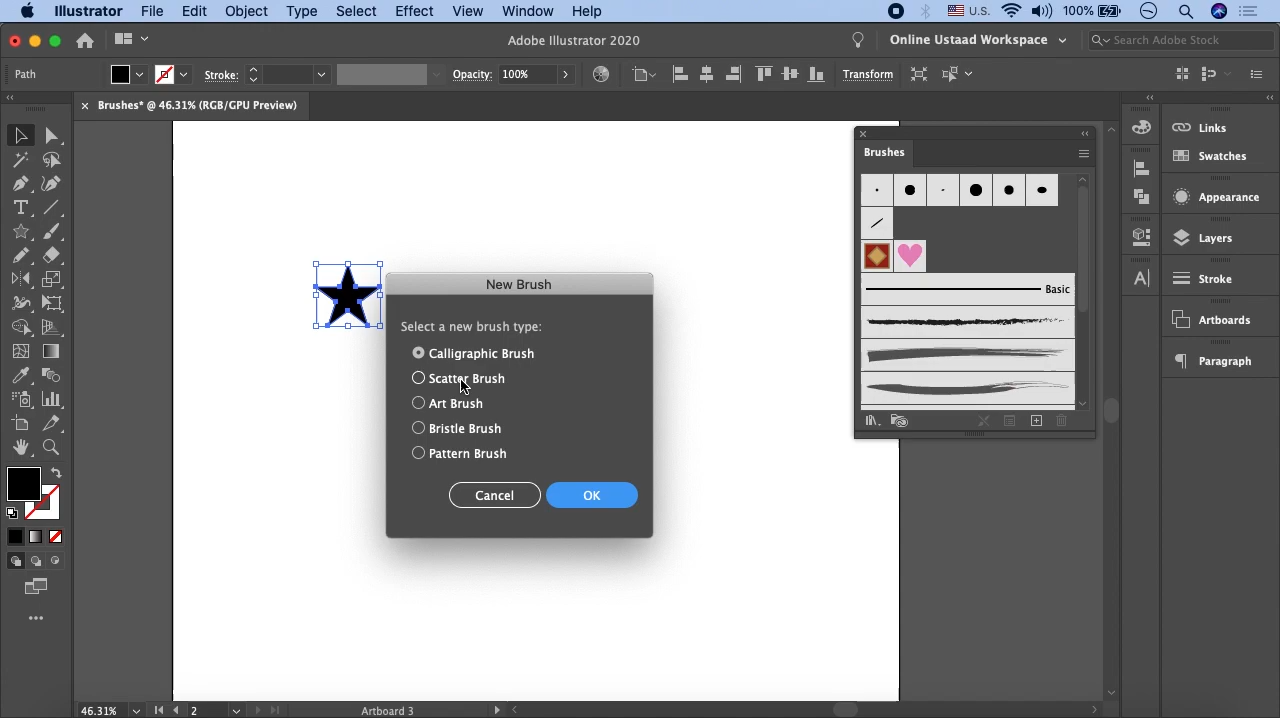 Illustrator File Edit Object Type Select Effect View Window Help U.S. 100%
Adobe Illustrator 2020 Online Ustaad Workspace Search Adobe Stock
Path Stroke: Opacity: 100% Transform
Brushes* @ 46.31% (RGB/GPU Preview)
Links
Brushes
Swatches
Appearance
Layers
Basic
Stroke
Artboards
Paragraph
New Brush
Select a new brush type:
Calligraphic Brush
Scatter Brush
Art Brush
Bristle Brush
Pattern Brush
Cancel OK
46.31% 2 Artboard 3